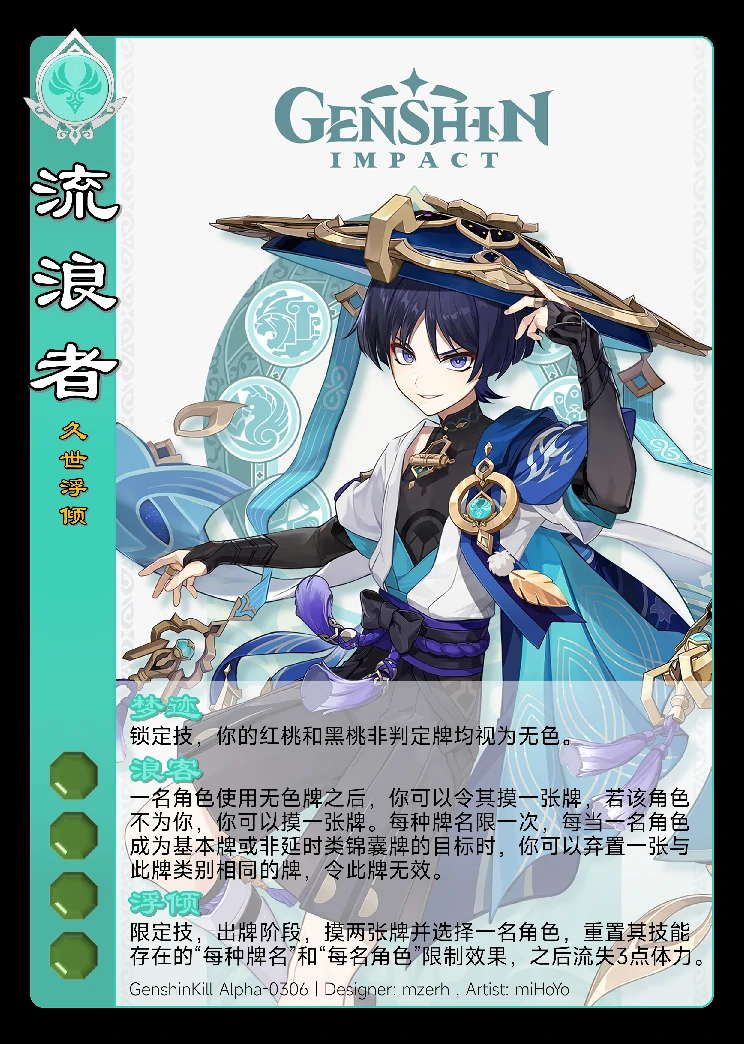 GENSHIN
IMPACT
流浪者
久世浮倾
梦迹
锁定技，你的红桃和黑桃非判定牌均视为无色。
浪客
一名角色使用无色牌之后，你可以令其摸一张牌，若该角色
不为你，你可以摸一张牌。每种牌名限一次，每当一名角色
成为基本牌或非延时类锦囊牌的目标时，你可以弃置一张与
此牌类别相同的牌，令此牌无效。
浮倾
限定技，出牌阶段，摸两张牌并选择一名角色，重置其技能
存在的“每种牌名”和“每名角色”限制效果，之后流失3点体力。
GenshinKill Alpha-0306 | Designer: mzerh . Artist: miHoYo